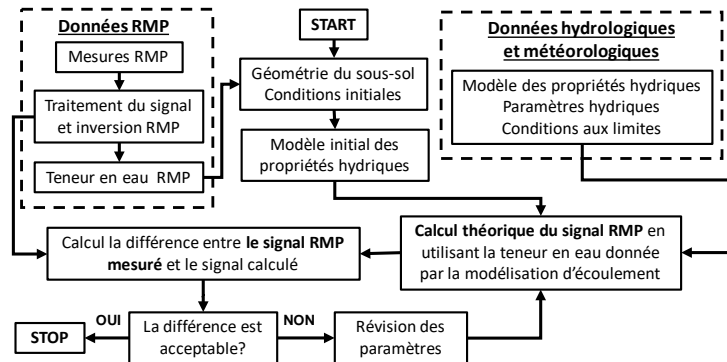 Données RMP
Mesures RMP
Traitement du signal
et inversion RMP
Teneur en eau RMP
START
Géométrie du sous-sol
Conditions initiales
Modèle initial des
propriétés hydriques
Données hydrologiques
et météorologiques
Modèle des propriétés hydriques
Paramètres hydriques
Conditions aux limites
Calcul la différence entre le signal RMP
mesuré et le signal calculé
Calcul théorique du signal RMP en
utilisant la teneur en eau donnée
par la modélisation d'écoulement
STOP
OUI
La différence est
acceptable?
NON
Révision des
paramètres